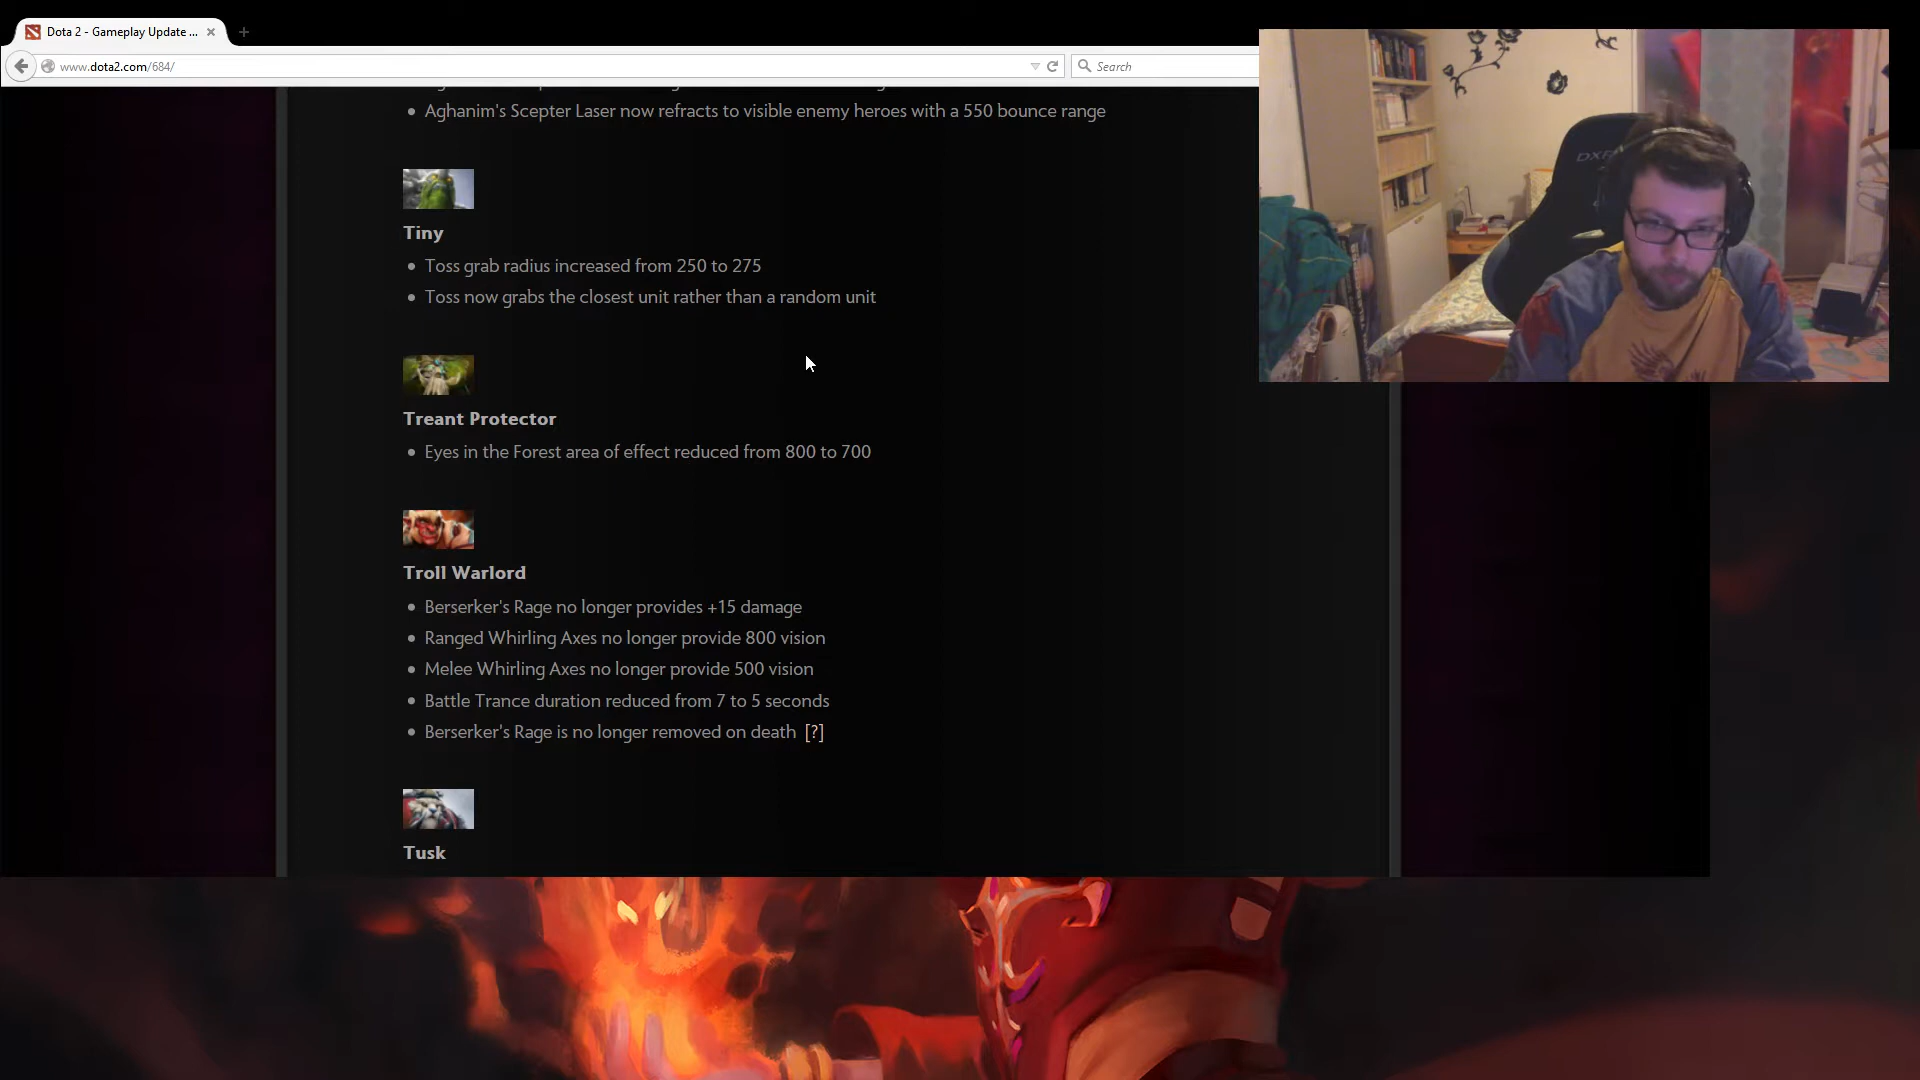 Dota 2 - Gameplay Update ...
www.dota2.com/684/
Search
Aghanim's Scepter Laser now refracts to visible enemy heroes with a 550 bounce range
Tiny
Toss grab radius increased from 250 to 275
Toss now grabs the closest unit rather than a random unit
Treant Protector
Eyes in the Forest area of effect reduced from 800 to 700
Troll Warlord
Berserker's Rage no longer provides +15 damage
Ranged Whirling Axes no longer provide 800 vision
Melee Whirling Axes no longer provide 500 vision
Battle Trance duration reduced from 7 to 5 seconds
Berserker's Rage is no longer removed on death [?]
Tusk